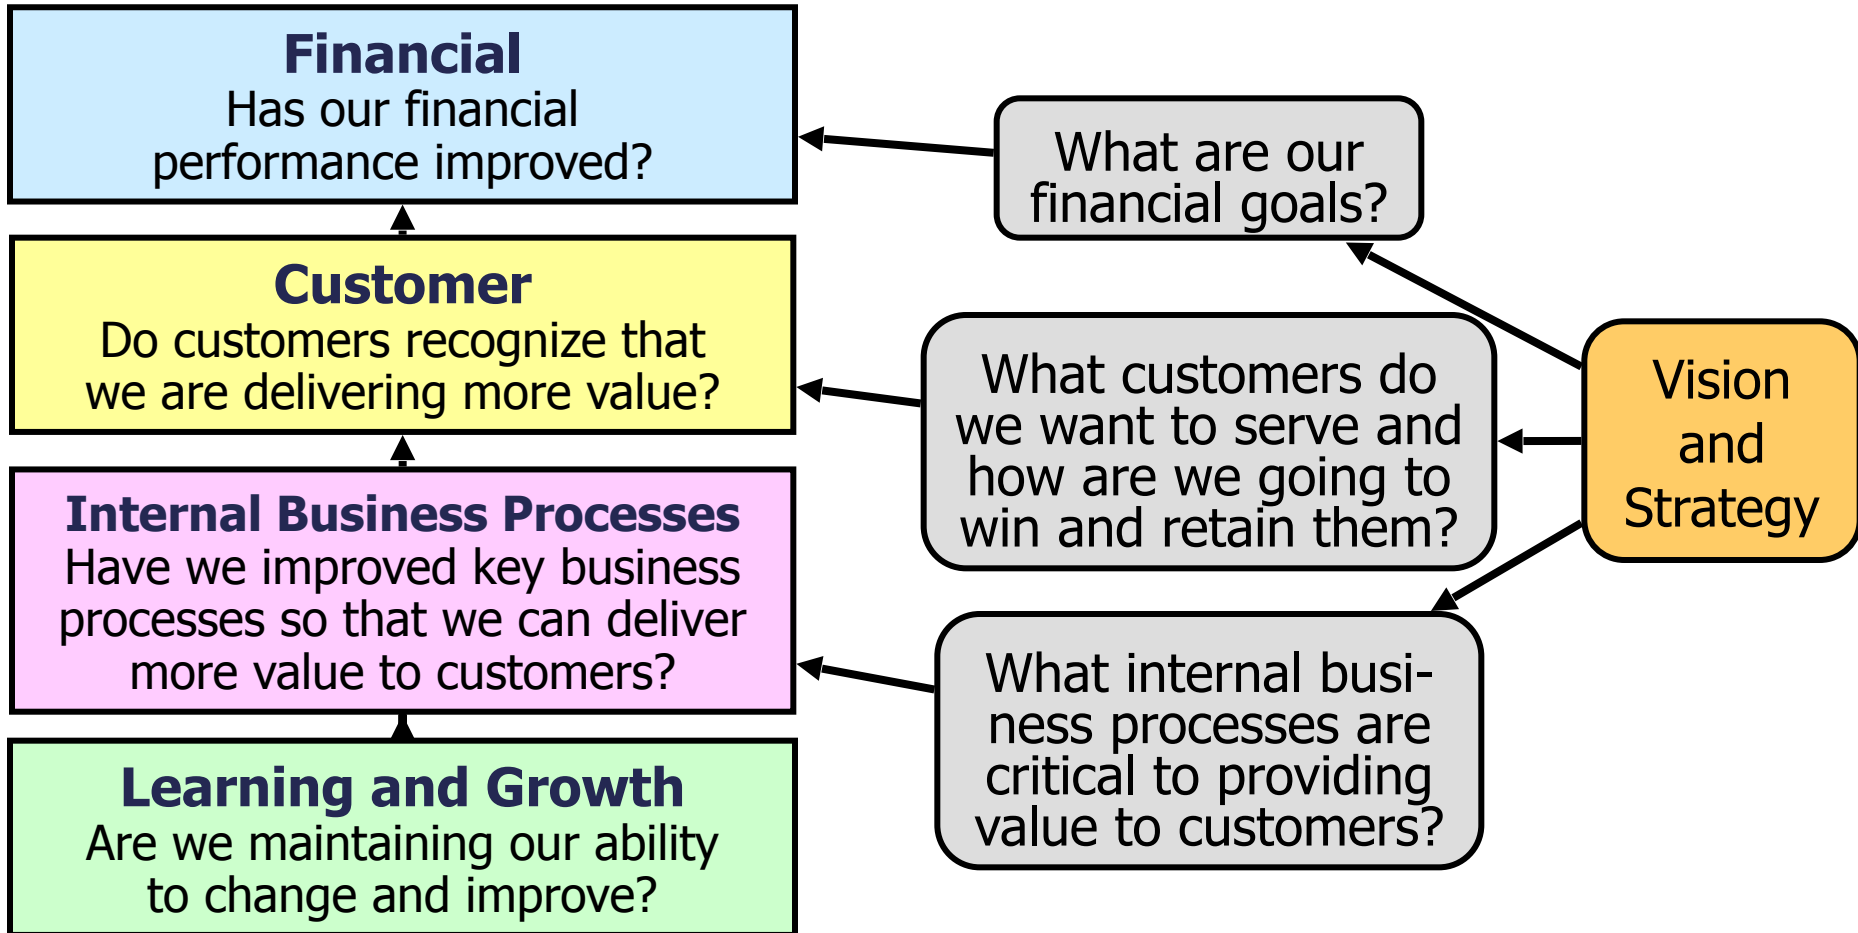 Financial
Has our financial
performance improved?
Customer
Do customers recognize that
we are delivering more value?
Internal Business Processes
Have we improved key business
processes so that we can deliver
more value to customers?
Learning and Growth
Are we maintaining our ability
to change and improve?
What are our
financial goals?
What customers do
we want to serve and
how are we going to
win and retain them?
What internal busi-
ness processes are
critical to providing
value to customers?
Vision
and
Strategy